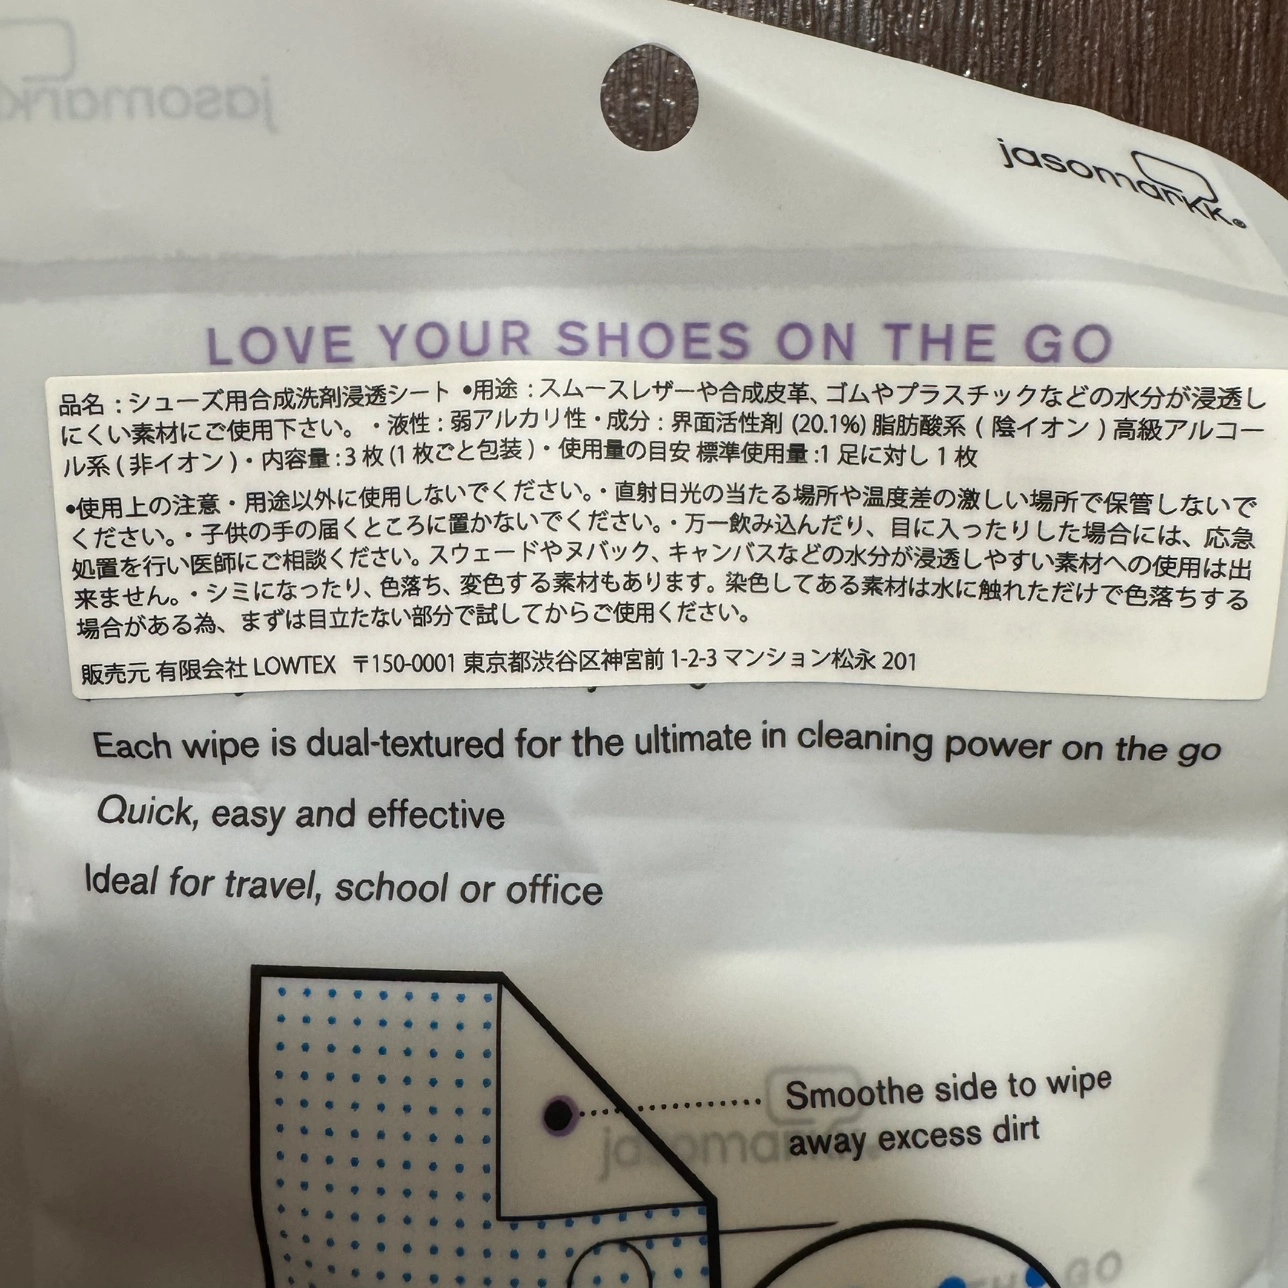 jasomarkk
jasomarkk®
LOVE YOUR SHOES ON THE GO
品名 : シューズ用合成洗剤浸透シート •用途 : スムースレザーや合成皮革、ゴムやプラスチックなどの水分が浸透し
にくい素材にご使用下さい。・液性 : 弱アルカリ性・成分 : 界面活性剤 (20.1%) 脂肪酸系 ( 陰イオン ) 高級アルコー
ル系 ( 非イオン )・内容量 : 3 枚 (1 枚ごと包装 )・使用量の目安 標準使用量 :1 足に対し 1 枚
•使用上の注意・用途以外に使用しないでください。・直射日光の当たる場所や温度差の激しい場所で保管しないで
ください。・子供の手の届くところに置かないでください。・万一飲み込んだり、目に入ったりした場合には、応急
処置を行い医師にご相談ください。スウェードやヌバック、キャンバスなどの水分が浸透しやすい素材への使用は出
来ません。・シミになったり、色落ち、変色する素材もあります。染色してある素材は水に触れただけで色落ちする
場合がある為、まずは目立たない部分で試してからご使用ください。
販売元 有限会社 LOWTEX 〒150-0001 東京都渋谷区神宮前 1-2-3 マンション松永 201
Each wipe is dual-textured for the ultimate in cleaning power on the go
Quick, easy and effective
Ideal for travel, school or office
Smoothe side to wipe
away excess dirt
jasomarkk.
THE GO